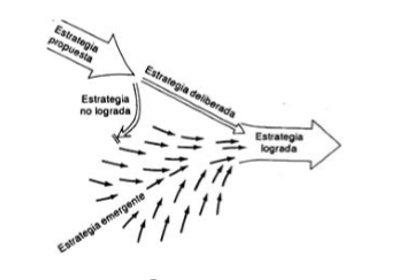 Estrategia
propuesta
Estrategia deliberada
Estrategia
no lograda
Estrategia
lograda
Estrategia emergente